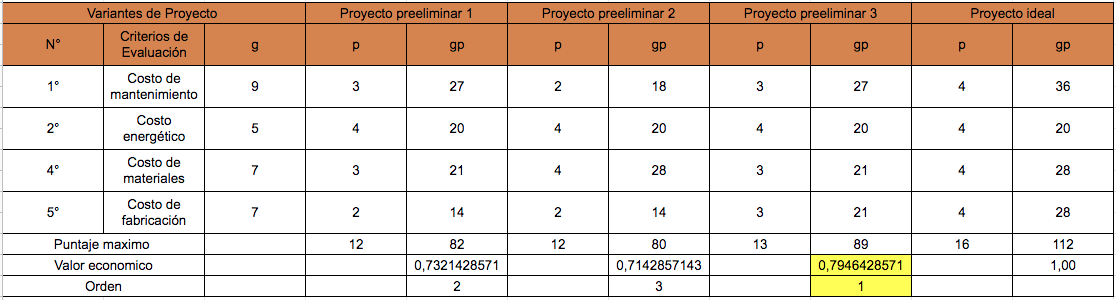 Variantes de Proyecto Proyecto preeliminar 1 Proyecto preeliminar 2 Proyecto preeliminar 3 Proyecto ideal
N° Criterios de Evaluación g p gp p gp p gp p gp
1° Costo de mantenimiento 9 3 27 2 18 3 27 4 36
2° Costo energético 5 4 20 4 20 4 20 4 20
4° Costo de materiales 7 3 21 4 28 3 21 4 28
5° Costo de fabricación 7 2 14 2 14 3 21 4 28
Puntaje maximo 12 82 12 80 13 89 16 112
Valor economico 0,7321428571 0,7142857143 0,7946428571 1,00
Orden 2 3 1